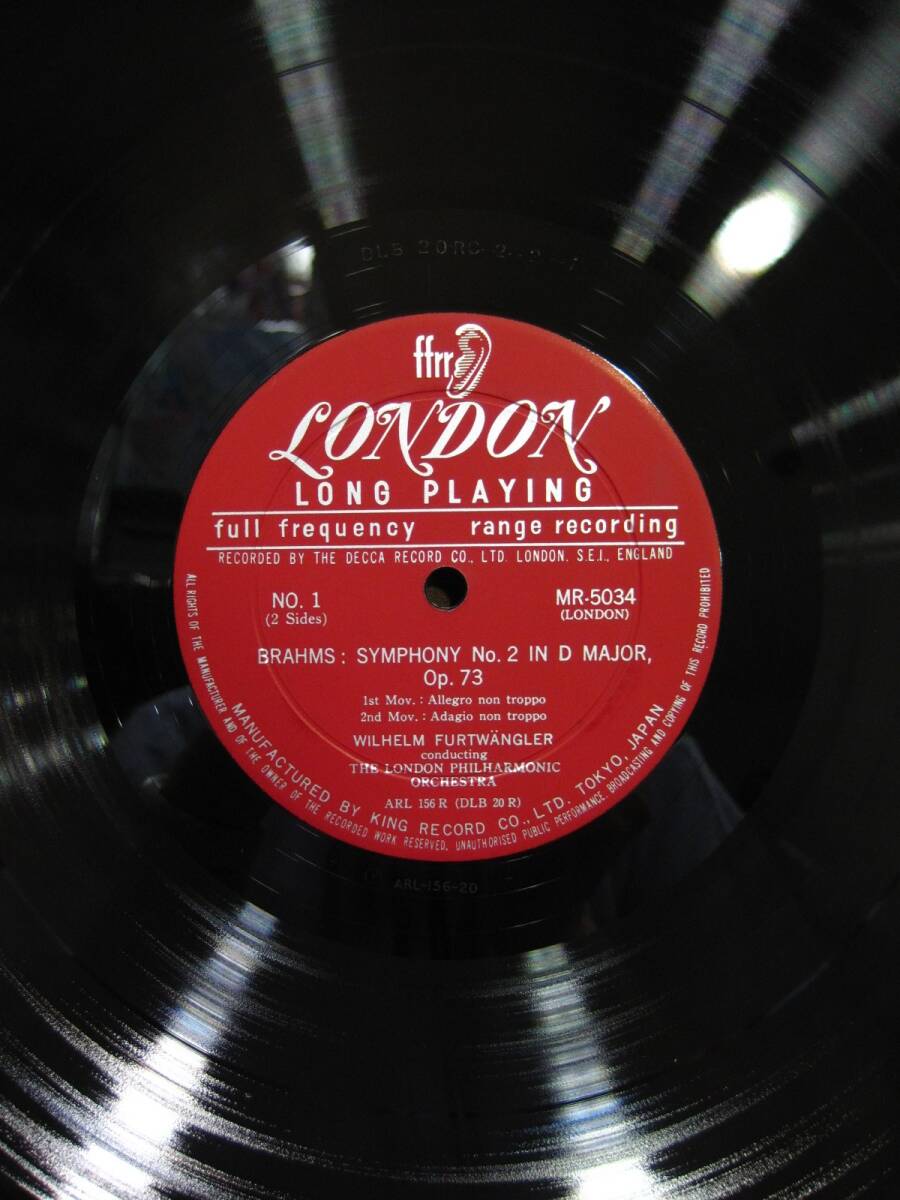 DLB 20RC-2
ffrr
LONDON
LONG PLAYING
full frequency range recording
RECORDED BY THE DECCA RECORD CO., LTD. LONDON. S.E.I., ENGLAND
NO. 1 MR-5034
(2 Sides) (LONDON)
BRAHMS : SYMPHONY No. 2 IN D MAJOR,
Op. 73
1st Mov. : Allegro non troppo
2nd Mov. : Adagio non troppo
WILHELM FURTWÄNGLER
conducting
THE LONDON PHILHARMONIC
ORCHESTRA
ARL 156 R (DLB 20 R)
MANUFACTURED BY KING RECORD CO., LTD. TOKYO, JAPAN
ALL RIGHTS OF THE MANUFACTURER AND OF THE OWNER OF THE RECORDED WORK RESERVED. UNAUTHORISED PUBLIC PERFORMANCE, BROADCASTING AND COPYING OF THIS RECORD PROHIBITED
ARL-156-20